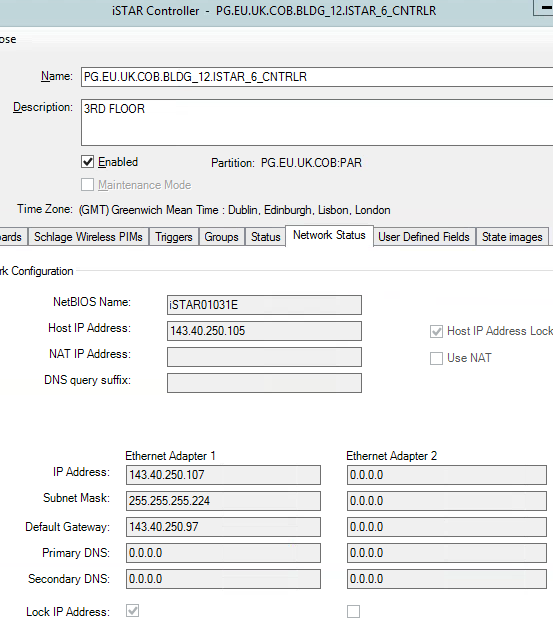 iSTAR Controller - PG.EU.UK.COB.BLDG_12.ISTAR_6_CNTRLR
ose
Name: PG.EU.UK.COB.BLDG_12.ISTAR_6_CNTRLR
Description: 3RD FLOOR
Enabled Partition: PG.EU.UK.COB:PAR
Maintenance Mode
Time Zone: (GMT) Greenwich Mean Time : Dublin, Edinburgh, Lisbon, London
ards Schlage Wireless PIMs Triggers Groups Status Network Status User Defined Fields State images
rk Configuration
NetBIOS Name: iSTAR01031E
Host IP Address: 143.40.250.105 Host IP Address Lock
NAT IP Address: Use NAT
DNS query suffix:
Ethernet Adapter 1 Ethernet Adapter 2
IP Address: 143.40.250.107 0.0.0.0
Subnet Mask: 255.255.255.224 0.0.0.0
Default Gateway: 143.40.250.97 0.0.0.0
Primary DNS: 0.0.0.0 0.0.0.0
Secondary DNS: 0.0.0.0 0.0.0.0
Lock IP Address: